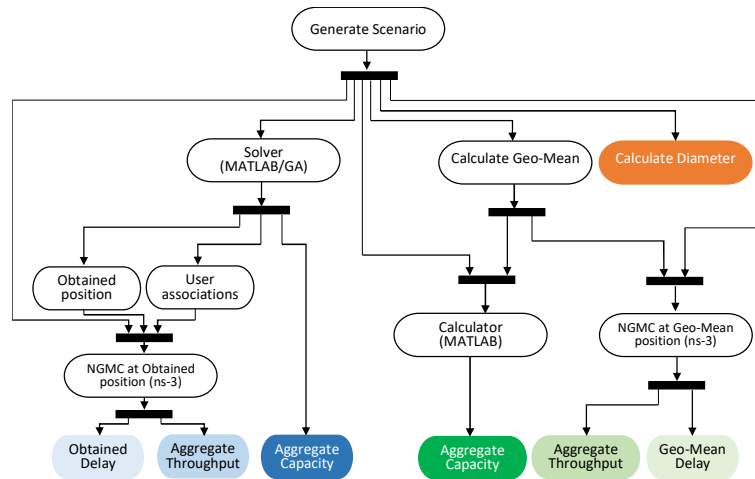 Generate Scenario
Solver
(MATLAB/GA)
Calculate Geo-Mean
Calculate Diameter
Obtained
position
User
associations
Calculator
(MATLAB)
NGMC at Geo-Mean
position (ns-3)
NGMC at Obtained
position (ns-3)
Obtained
Delay
Aggregate
Throughput
Aggregate
Capacity
Aggregate
Capacity
Aggregate
Throughput
Geo-Mean
Delay